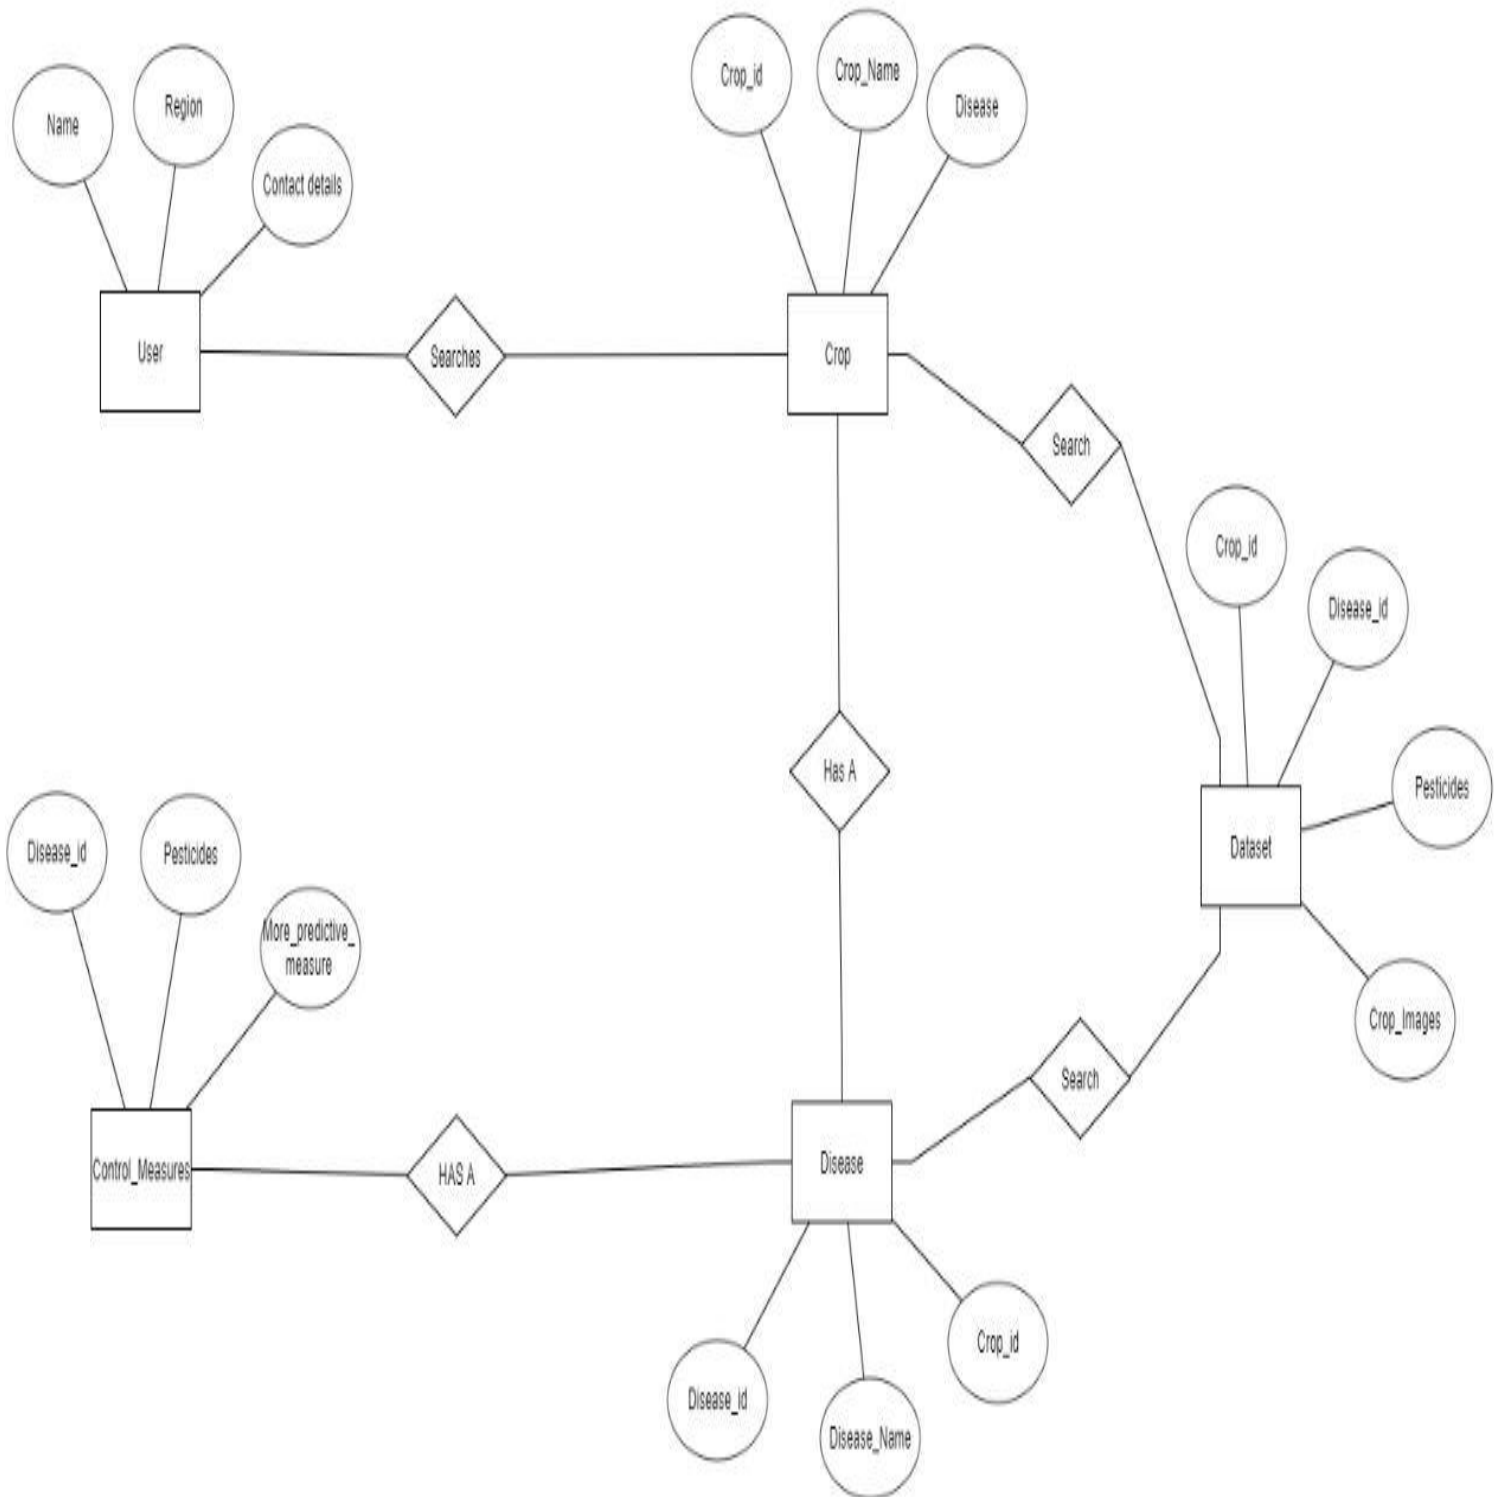 Crop_id
Crop_Name
Disease
Name
Region
Contact details
User
Searches
Crop
Search
Crop_id
Disease_id
Pesticides
Has A
Dataset
Disease_id
Pesticides
More_predictive_
measure
Crop_Images
Search
Control_Measures
HAS A
Disease
Crop_id
Disease_id
Disease_Name